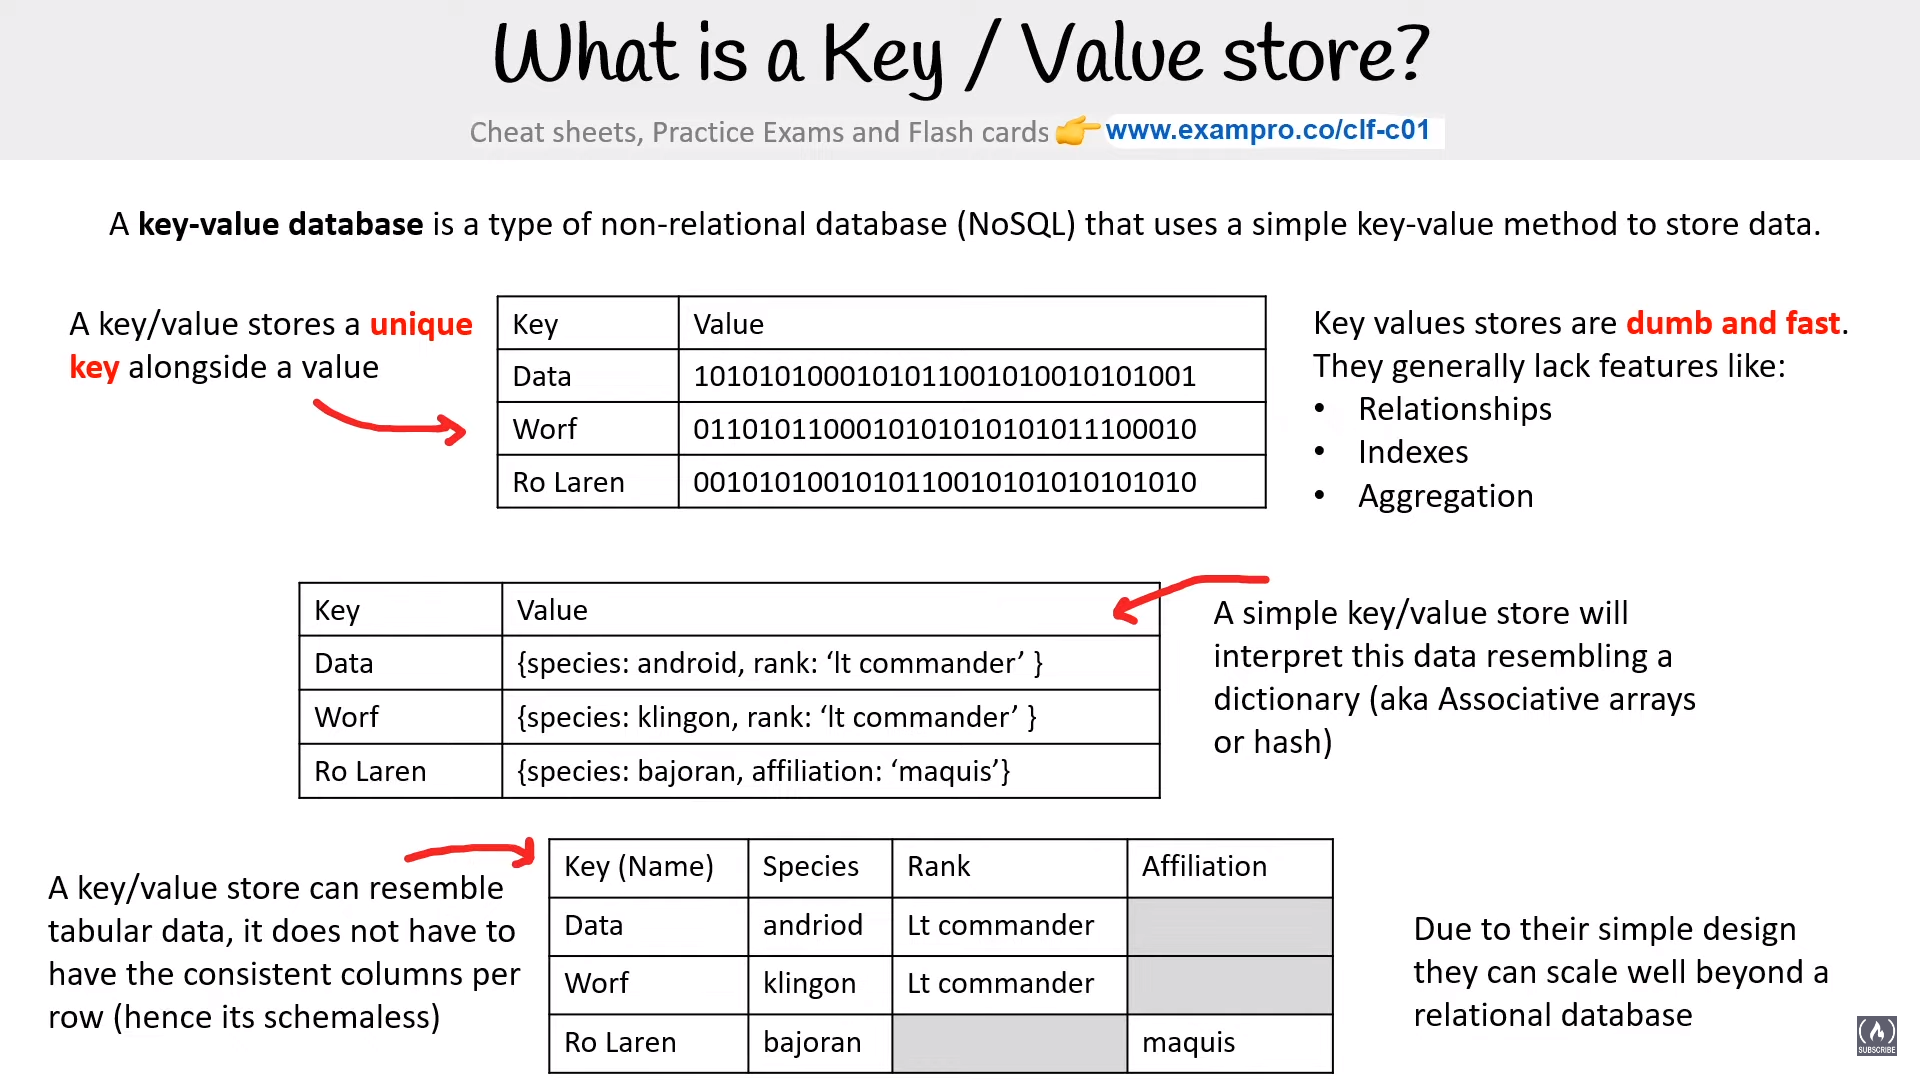 What is a Key / Value store?
Cheat sheets, Practice Exams and Flash cards 👉 www.exampro.co/clf-c01
A key-value database is a type of non-relational database (NoSQL) that uses a simple key-value method to store data.
A key/value stores a unique
key alongside a value
Key Value
Data 1010101000101011001010010101001
Worf 0110101100010101010101011100010
Ro Laren 0010101001010110010101010101010
Key values stores are dumb and fast.
They generally lack features like:
• Relationships
• Indexes
• Aggregation
Key Value
Data {species: android, rank: ‘lt commander’ }
Worf {species: klingon, rank: ‘lt commander’ }
Ro Laren {species: bajoran, affiliation: ‘maquis’}
A simple key/value store will
interpret this data resembling a
dictionary (aka Associative arrays
or hash)
A key/value store can resemble
tabular data, it does not have to
have the consistent columns per
row (hence its schemaless)
Key (Name) Species Rank Affiliation
Data andriod Lt commander
Worf klingon Lt commander
Ro Laren bajoran maquis
Due to their simple design
they can scale well beyond a
relational database
SUBSCRIBE